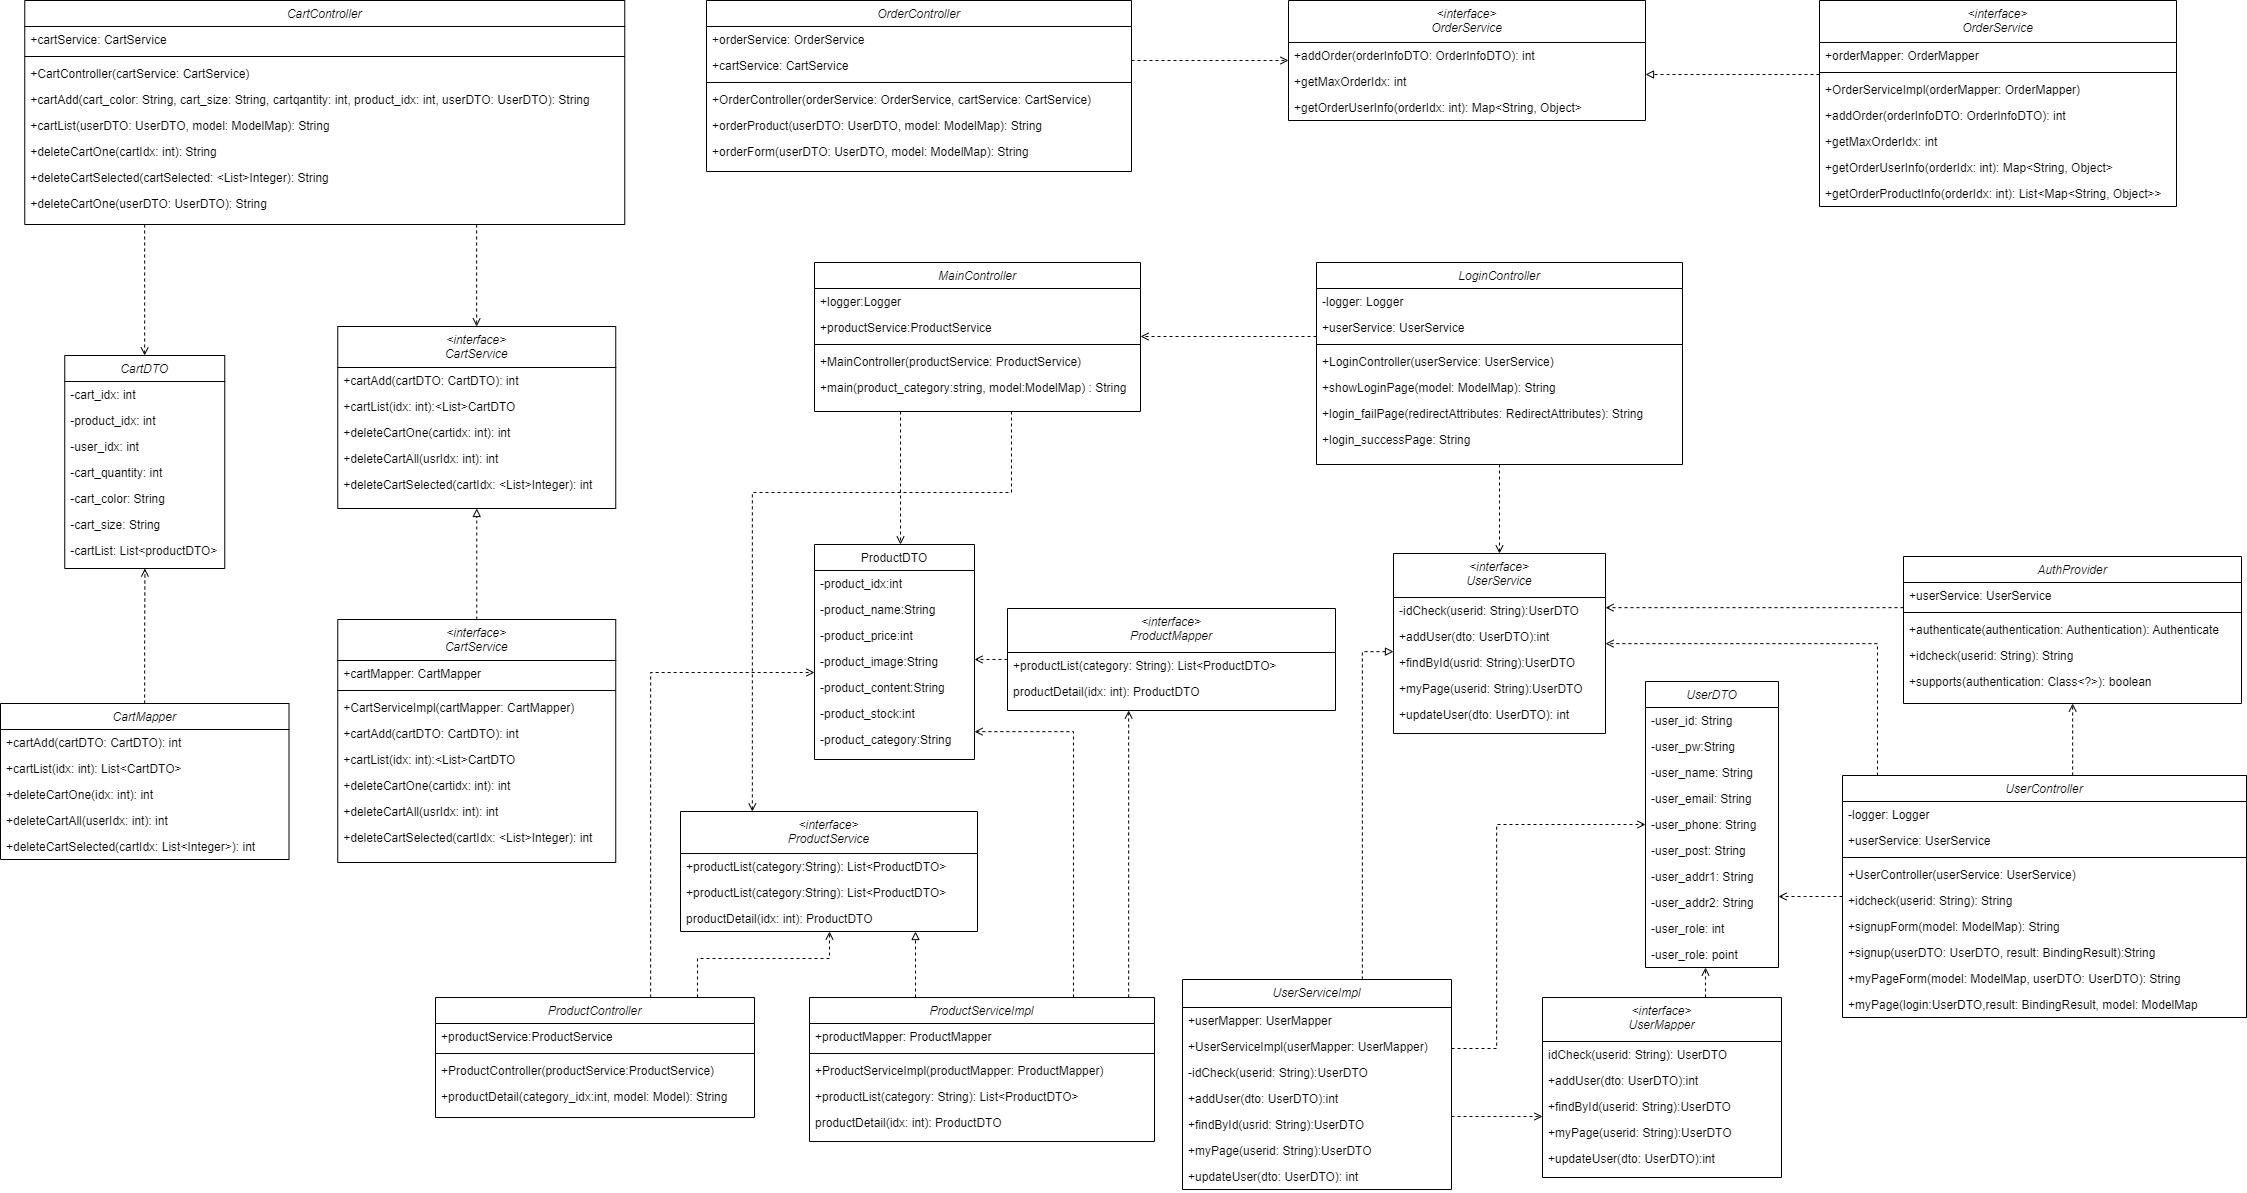 CartController
+cartService: CartService
+CartController(cartService: CartService)
+cartAdd(cart_color: String, cart_size: String, cartqantity: int, product_idx: int, userDTO: UserDTO): String
+cartList(userDTO: UserDTO, model: ModelMap): String
+deleteCartOne(cartIdx: int): String
+deleteCartSelected(cartSelected: <List>Integer): String
+deleteCartOne(userDTO: UserDTO): String
OrderController
+orderService: OrderService
+cartService: CartService
+OrderController(orderService: OrderService, cartService: CartService)
+orderProduct(userDTO: UserDTO, model: ModelMap): String
+orderForm(userDTO: UserDTO, model: ModelMap): String
<interface>
OrderService
+addOrder(orderInfoDTO: OrderInfoDTO): int
+getMaxOrderIdx: int
+getOrderUserInfo(orderIdx: int): Map<String, Object>
<interface>
OrderService
+orderMapper: OrderMapper
+OrderServiceImpl(orderMapper: OrderMapper)
+addOrder(orderInfoDTO: OrderInfoDTO): int
+getMaxOrderIdx: int
+getOrderUserInfo(orderIdx: int): Map<String, Object>
+getOrderProductInfo(orderIdx: int): List<Map<String, Object>>
MainController
+logger:Logger
+productService:ProductService
+MainController(productService: ProductService)
+main(product_category:string, model:ModelMap) : String
LoginController
-logger: Logger
+userService: UserService
+LoginController(userService: UserService)
+showLoginPage(model: ModelMap): String
+login_failPage(redirectAttributes: RedirectAttributes): String
+login_successPage: String
CartDTO
-cart_idx: int
-product_idx: int
-user_idx: int
-cart_quantity: int
-cart_color: String
-cart_size: String
-cartList: List<productDTO>
<interface>
CartService
+cartAdd(cartDTO: CartDTO): int
+cartList(idx: int):<List>CartDTO
+deleteCartOne(cartidx: int): int
+deleteCartAll(usrIdx: int): int
+deleteCartSelected(cartIdx: <List>Integer): int
ProductDTO
-product_idx:int
-product_name:String
-product_price:int
-product_image:String
-product_content:String
-product_stock:int
-product_category:String
<interface>
ProductMapper
+productList(category: String): List<ProductDTO>
productDetail(idx: int): ProductDTO
<interface>
UserService
-idCheck(userid: String):UserDTO
+addUser(dto: UserDTO):int
+findById(usrid: String):UserDTO
+myPage(userid: String):UserDTO
+updateUser(dto: UserDTO): int
AuthProvider
+userService: UserService
+authenticate(authentication: Authentication): Authenticate
+idcheck(userid: String): String
+supports(authentication: Class<?>): boolean
<interface>
CartService
+cartMapper: CartMapper
+CartServiceImpl(cartMapper: CartMapper)
+cartAdd(cartDTO: CartDTO): int
+cartList(idx: int):<List>CartDTO
+deleteCartOne(cartidx: int): int
+deleteCartAll(usrIdx: int): int
+deleteCartSelected(cartIdx: <List>Integer): int
CartMapper
+cartAdd(cartDTO: CartDTO): int
+cartList(idx: int): List<CartDTO>
+deleteCartOne(idx: int): int
+deleteCartAll(userIdx: int): int
+deleteCartSelected(cartIdx: List<Integer>): int
UserDTO
-user_id: String
-user_pw:String
-user_name: String
-user_email: String
-user_phone: String
-user_post: String
-user_addr1: String
-user_addr2: String
-user_role: int
-user_role: point
UserController
-logger: Logger
+userService: UserService
+UserController(userService: UserService)
+idcheck(userid: String): String
+signupForm(model: ModelMap): String
+signup(userDTO: UserDTO, result: BindingResult):String
+myPageForm(model: ModelMap, userDTO: UserDTO): String
+myPage(login:UserDTO,result: BindingResult, model: ModelMap
<interface>
ProductService
+productList(category:String): List<ProductDTO>
+productList(category:String): List<ProductDTO>
productDetail(idx: int): ProductDTO
ProductController
+productService:ProductService
+ProductController(productService:ProductService)
+productDetail(category_idx:int, model: Model): String
ProductServiceImpl
+productMapper: ProductMapper
+ProductServiceImpl(productMapper: ProductMapper)
+productList(category: String): List<ProductDTO>
productDetail(idx: int): ProductDTO
UserServiceImpl
+userMapper: UserMapper
+UserServiceImpl(userMapper: UserMapper)
-idCheck(userid: String):UserDTO
+addUser(dto: UserDTO):int
+findById(usrid: String):UserDTO
+myPage(userid: String):UserDTO
+updateUser(dto: UserDTO): int
<interface>
UserMapper
idCheck(userid: String): UserDTO
+addUser(dto: UserDTO):int
+findById(userid: String):UserDTO
+myPage(userid: String):UserDTO
+updateUser(dto: UserDTO):int